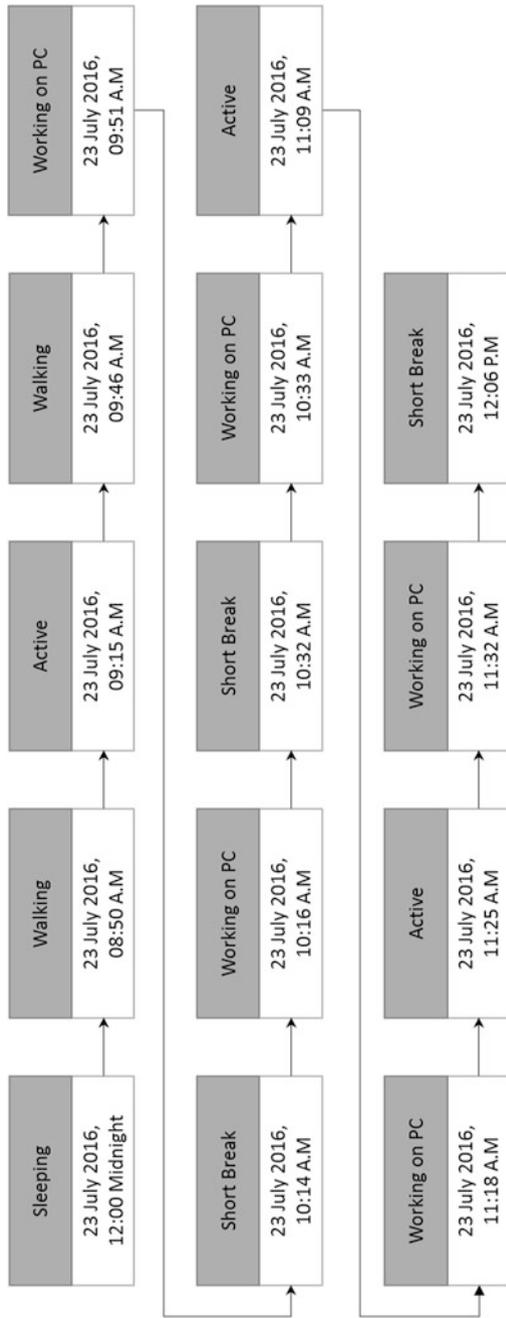 Sleeping
23 July 2016,
12:00 Midnight
Walking
23 July 2016,
08:50 A.M
Active
23 July 2016,
09:15 A.M
Walking
23 July 2016,
09:46 A.M
Working on PC
23 July 2016,
09:51 A.M
Short Break
23 July 2016,
10:14 A.M
Working on PC
23 July 2016,
10:16 A.M
Short Break
23 July 2016,
10:32 A.M
Working on PC
23 July 2016,
10:33 A.M
Active
23 July 2016,
11:09 A.M
Working on PC
23 July 2016,
11:18 A.M
Active
23 July 2016,
11:25 A.M
Working on PC
23 July 2016,
11:32 A.M
Short Break
23 July 2016,
12:06 P.M